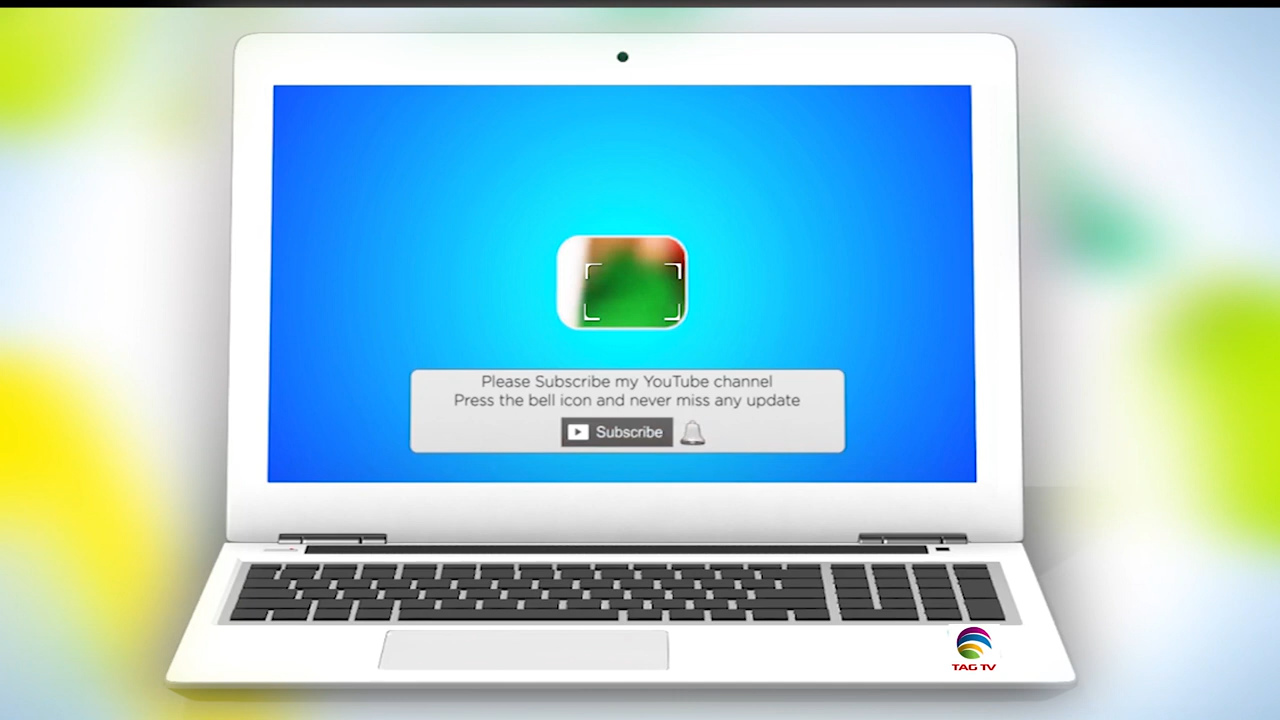 Please Subscribe my YouTube channel
Press the bell icon and never miss any update
Subscribe
TAG TV